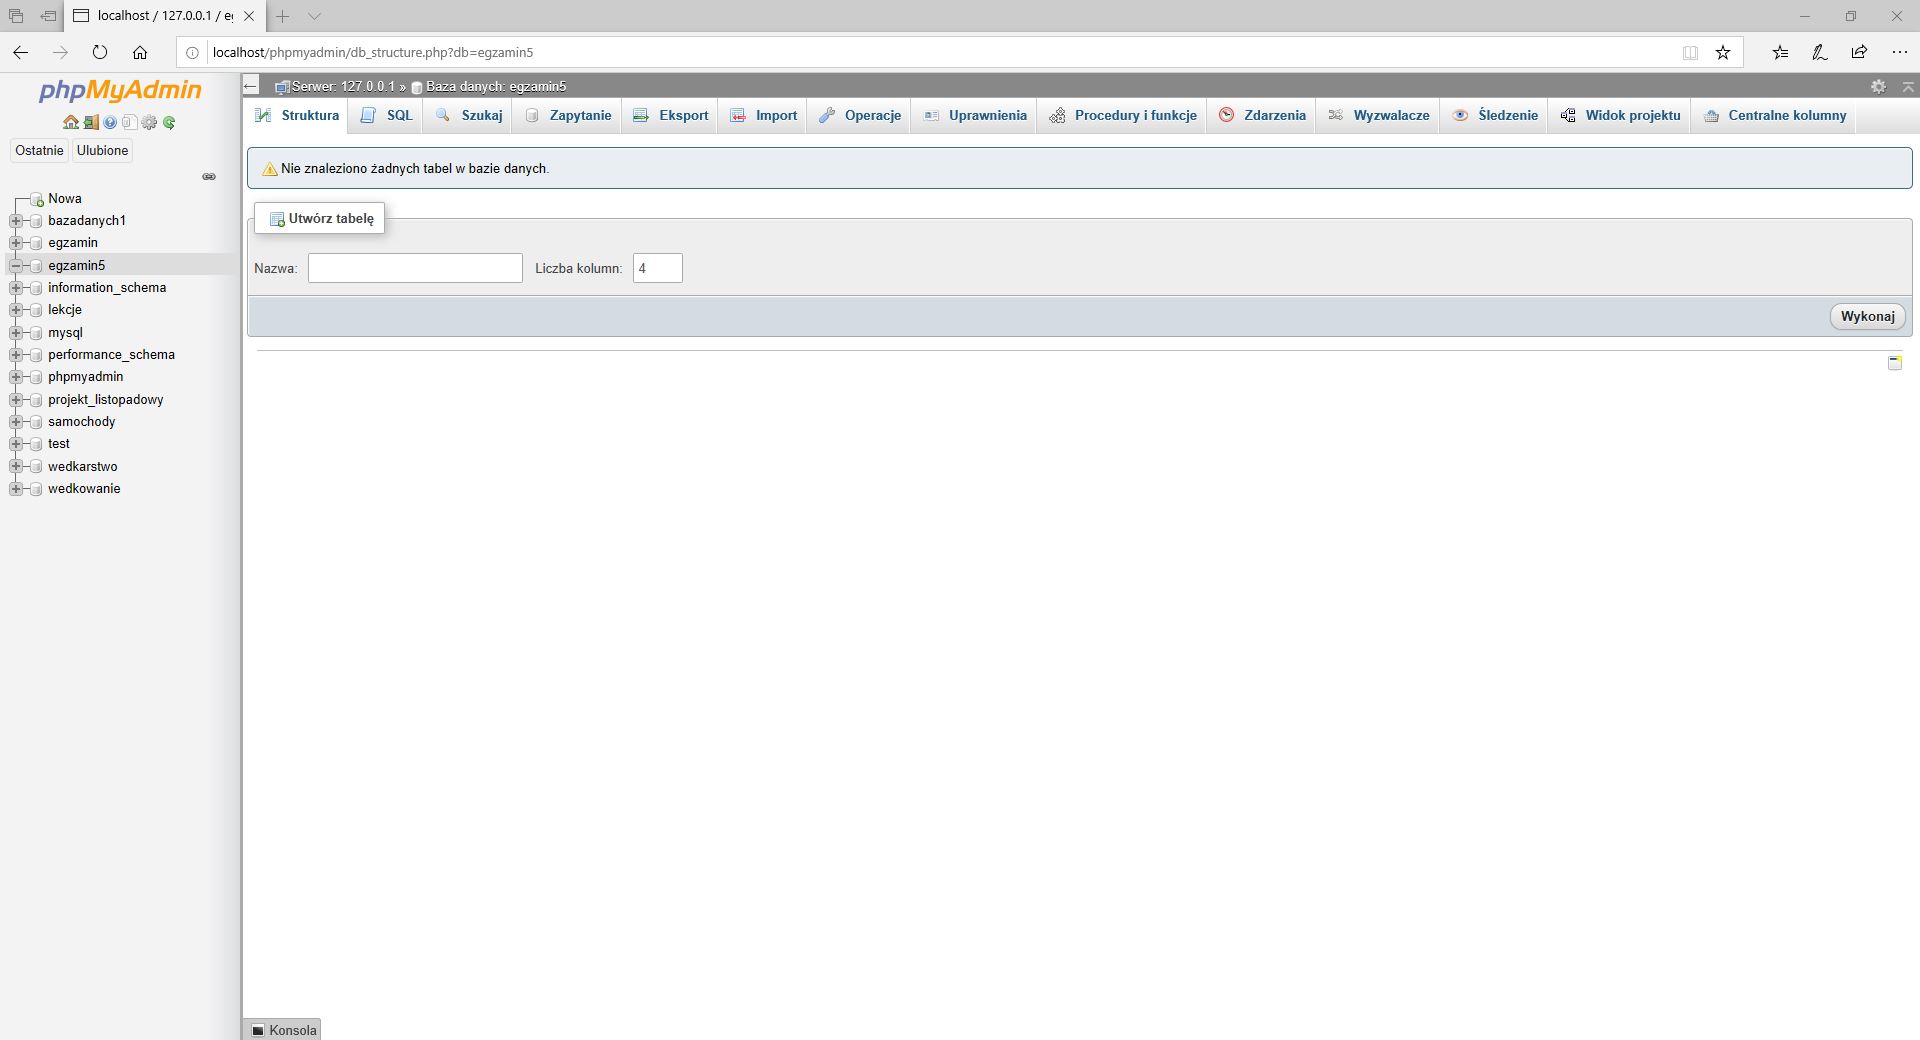 localhost / 127.0.0.1 / eg
localhost/phpmyadmin/db_structure.php?db=egzamin5
phpMyAdmin
Ostatnie Ulubione
Nowa
bazadanych1
egzamin
egzamin5
information_schema
lekcje
mysql
performance_schema
phpmyadmin
projekt_listopadowy
samochody
test
wedkarstwo
wedkowanie
Serwer: 127.0.0.1 » Baza danych: egzamin5
Struktura SQL Szukaj Zapytanie Eksport Import Operacje Uprawnienia Procedury i funkcje Zdarzenia Wyzwalacze Śledzenie Widok projektu Centralne kolumny
Nie znaleziono żadnych tabel w bazie danych.
Utwórz tabelę
Nazwa: Liczba kolumn: 4
Wykonaj
Konsola